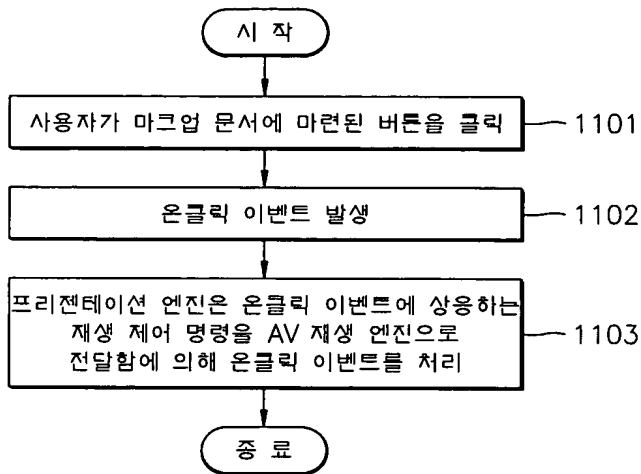 시 작
사용자가 마크업 문서에 마련된 버튼을 클릭
1101
온클릭 이벤트 발생
1102
프리젠테이션 엔진은 온클릭 이벤트에 상응하는
재생 제어 명령을 AV 재생 엔진으로
전달함에 의해 온클릭 이벤트를 처리
1103
종 료